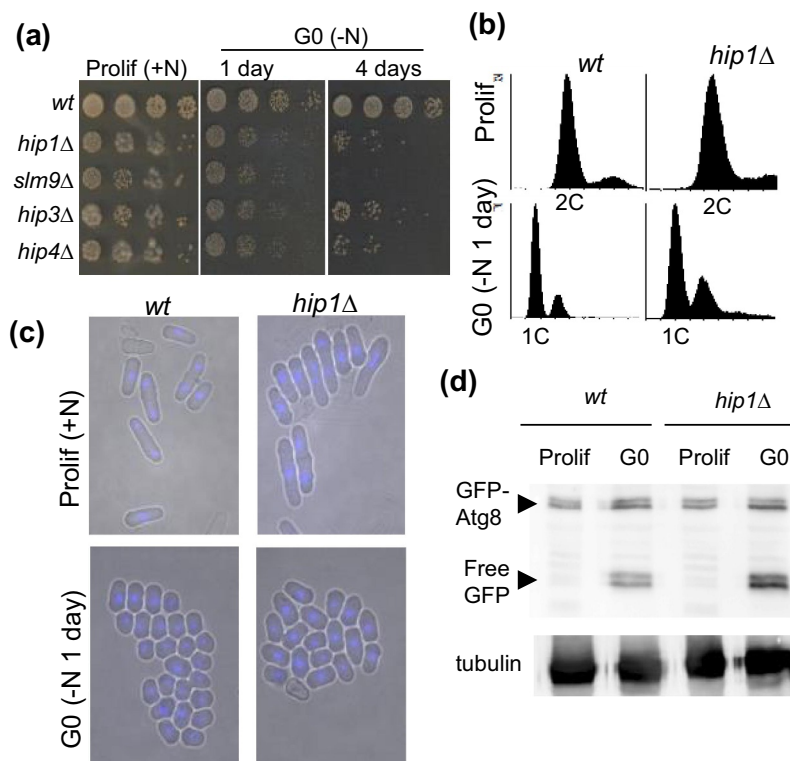 (a)
G0 (-N)
Prolif (+N)
1 day
4 days
wt
hip1Δ
slm9Δ
hip3Δ
hip4Δ
(b)
wt
hip1Δ
Prolif
2C
2C
G0 (-N 1 day)
1C
1C
(c)
wt
hip1Δ
Prolif (+N)
G0 (-N 1 day)
(d)
wt
hip1Δ
Prolif
G0
Prolif
G0
GFP-
Atg8
Free
GFP
tubulin